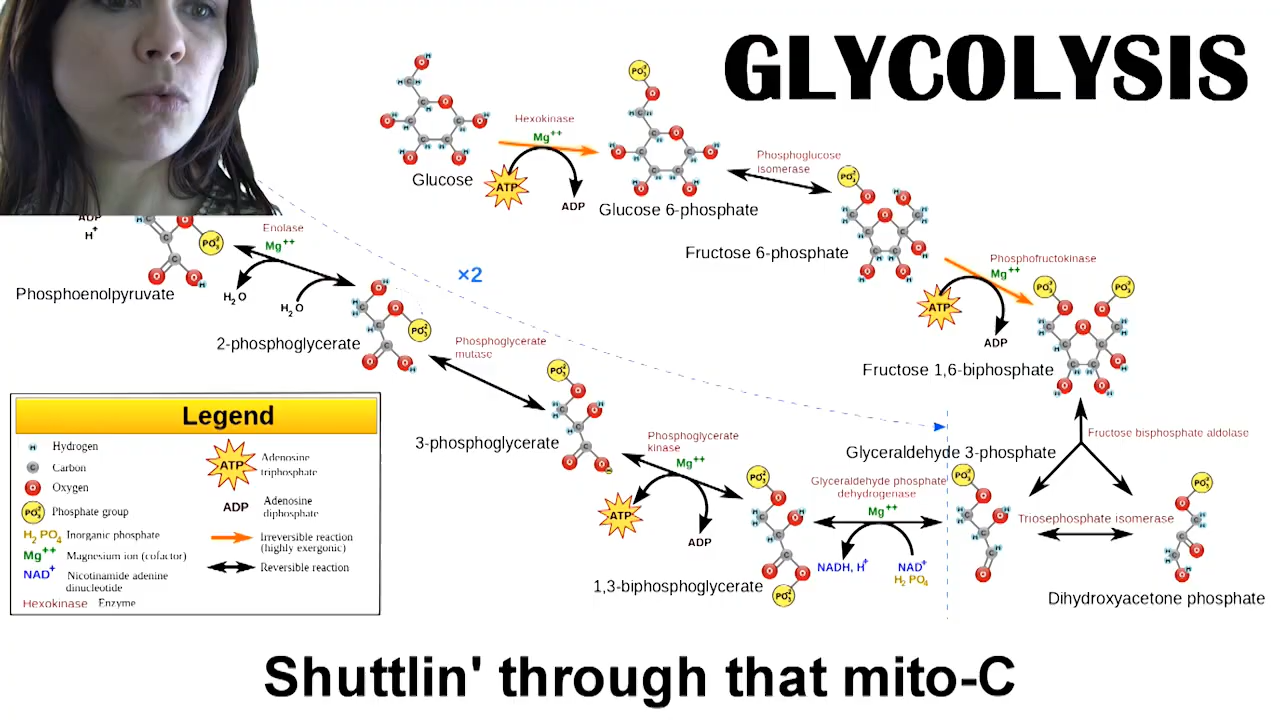 GLYCOLYSIS
Hexokinase
Mg++
ATP
ADP
Glucose
Glucose 6-phosphate
Phosphoglucose
isomerase
Fructose 6-phosphate
Phosphofructokinase
Mg++
ATP
ADP
Fructose 1,6-biphosphate
Fructose bisphosphate aldolase
Glyceraldehyde 3-phosphate
Triosephosphate isomerase
Dihydroxyacetone phosphate
Glyceraldehyde phosphate
dehydrogenase
Mg++
NADH, H+
NAD+
H2 PO4
1,3-biphosphoglycerate
Phosphoglycerate
kinase
Mg++
ATP
ADP
3-phosphoglycerate
Phosphoglycerate
mutase
2-phosphoglycerate
×2
Enolase
Mg++
H2 O
H2 O
ADP
H+
Phosphoenolpyruvate
Legend
H Hydrogen
C Carbon
O Oxygen
PO3 Phosphate group
H2 PO4 Inorganic phosphate
Mg++ Magnesium ion (cofactor)
NAD+ Nicotinamide adenine
dinucleotide
Hexokinase Enzyme
ATP Adenosine
triphosphate
ADP Adenosine
diphosphate
Irreversible reaction
(highly exergonic)
Reversible reaction
Shuttlin' through that mito-C